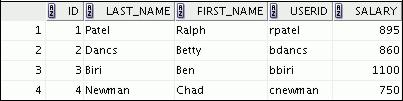 ID LAST_NAME FIRST_NAME USERID SALARY
1 1 Patel Ralph rpatel 895
2 2 Dancs Betty bdancs 860
3 3 Biri Ben bbiri 1100
4 4 Newman Chad cnewman 750